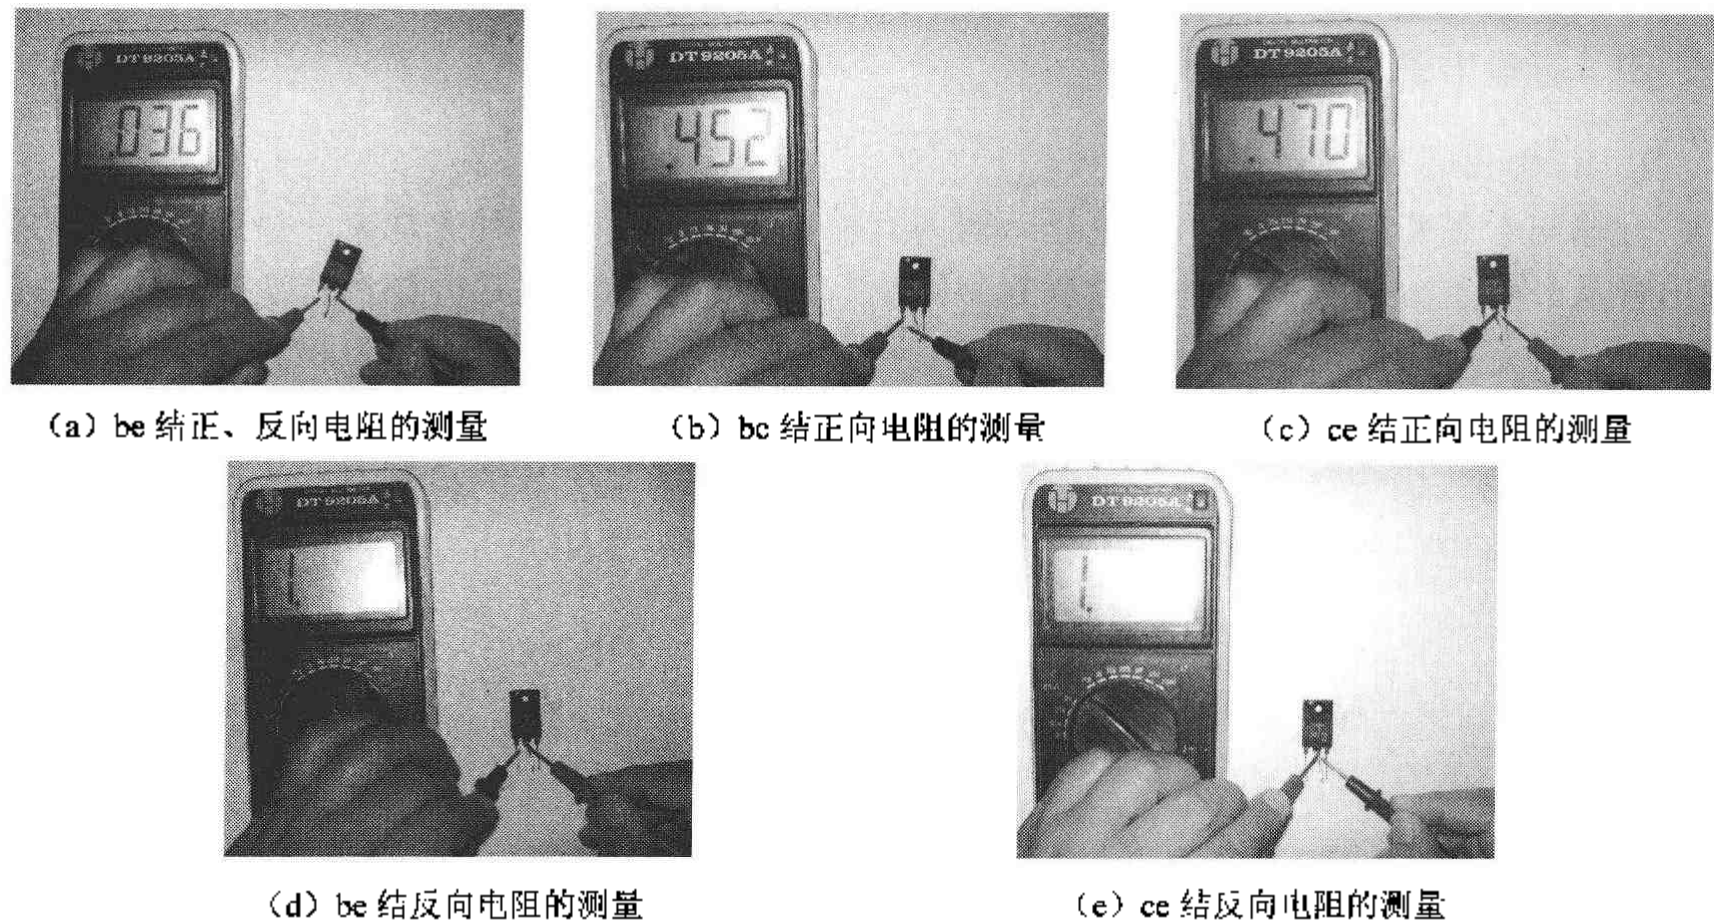 DT9205A
.036
DT9205A
.452
DT9205A
.470
(a) be 结正、反向电阻的测量
(b) bc 结正向电阻的测量
(c) ce 结正向电阻的测量
DT9205A
1
DT9205A
1.
(d) be 结反向电阻的测量
(e) ce 结反向电阻的测量